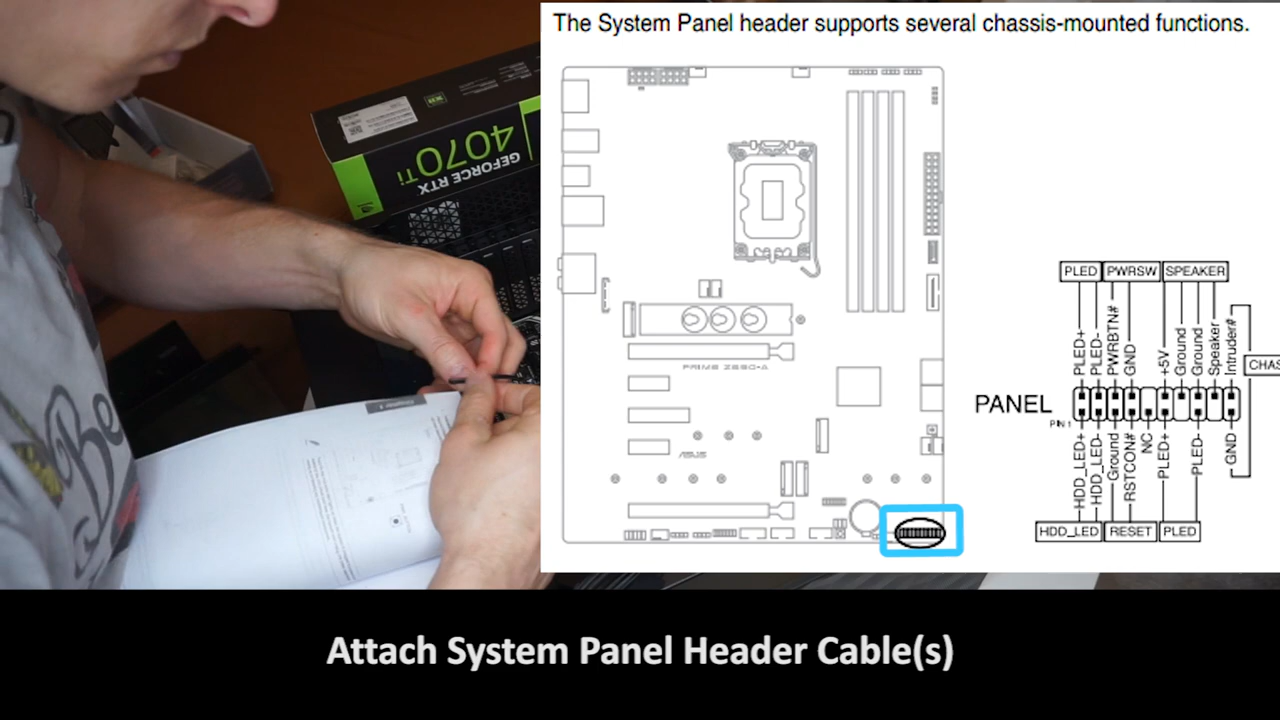 The System Panel header supports several chassis-mounted functions.
GEFORCE RTX
4070 Ti
PRIME Z690-A
/ISUS
PLED
PWRSW
SPEAKER
PLED+
PLED-
PWRBTN#
GND
+5V
Ground
Ground
Speaker
Intruder#
CHAS
PANEL
PIN 1
HDD_LED+
HDD_LED-
Ground
RSTCON#
NC
PLED+
PLED-
GND
HDD_LED
RESET
PLED
Be
Attach System Panel Header Cable(s)